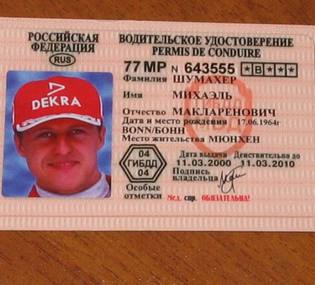 РОССИЙСКАЯ
ФЕДЕРАЦИЯ
RUS
ВОДИТЕЛЬСКОЕ УДОСТОВЕРЕНИЕ
PERMIS DE CONDUIRE
77 МР N 643555 *B***
Фамилия ШУМАХЕР
Имя МИХАЭЛЬ
Отчество МАКЛАРЕНОВИЧ
Дата и место рождения 17.06.1964г
BONN/БОНН
Место жительства МЮНХЕН
DEKRA
04
ГИБДД
04
Дата выдачи Действительно до
11.03.2000 11.03.2010
Подпись
владельца
Особые
отметки
Мед. спр. ОБЯЗАТЕЛЬНА!